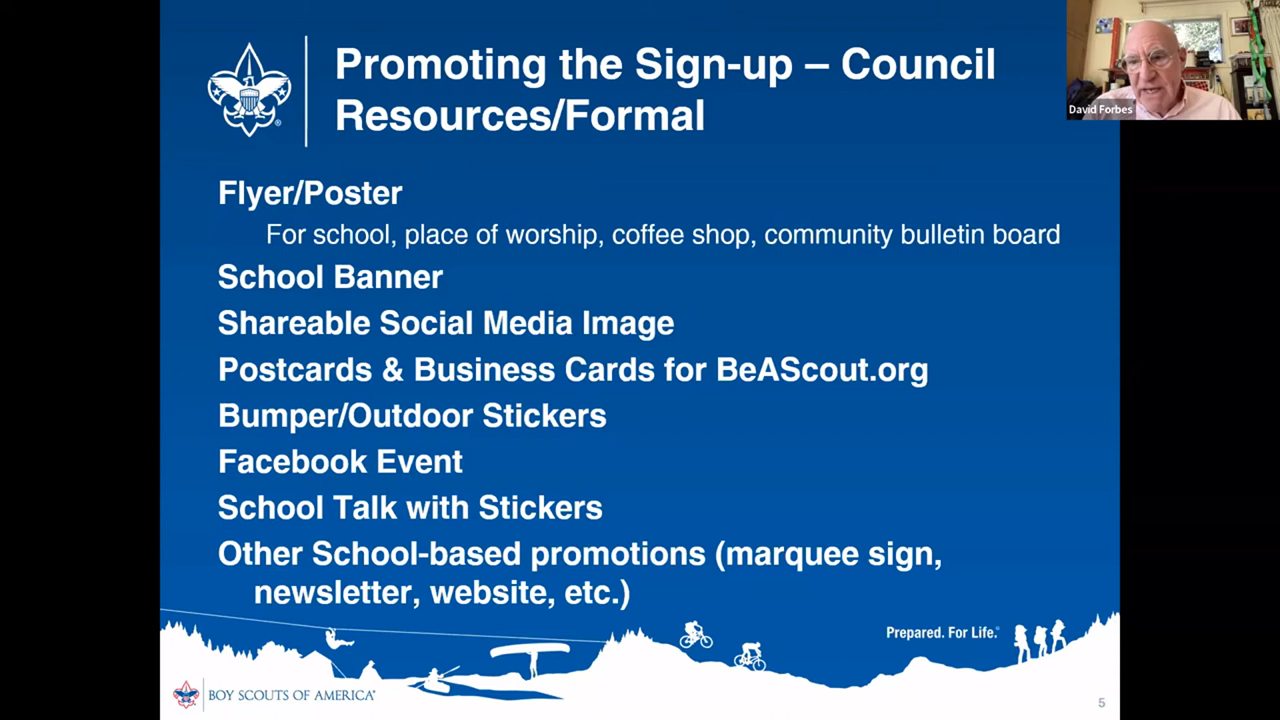 Promoting the Sign-up – Council
Resources/Formal
David Forbes
Flyer/Poster
For school, place of worship, coffee shop, community bulletin board
School Banner
Shareable Social Media Image
Postcards & Business Cards for BeAScout.org
Bumper/Outdoor Stickers
Facebook Event
School Talk with Stickers
Other School-based promotions (marquee sign,
newsletter, website, etc.)
Prepared. For Life.®
BOY SCOUTS OF AMERICA®
5